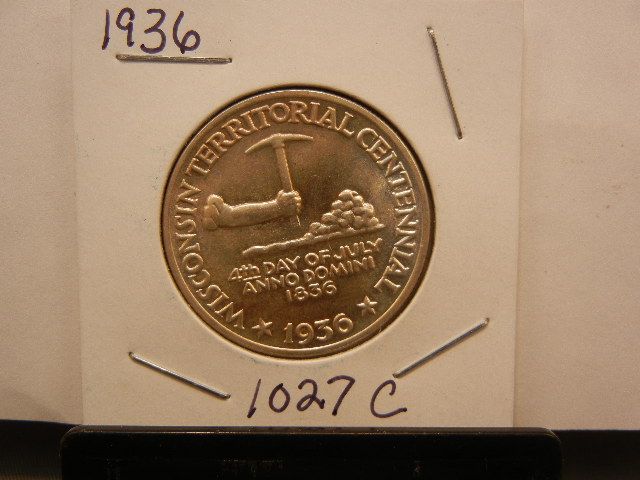 1936
WISCONSIN TERRITORIAL CENTENNIAL
4th DAY OF JULY
ANNO DOMINI
1836
★ 1936 ★
1027 C